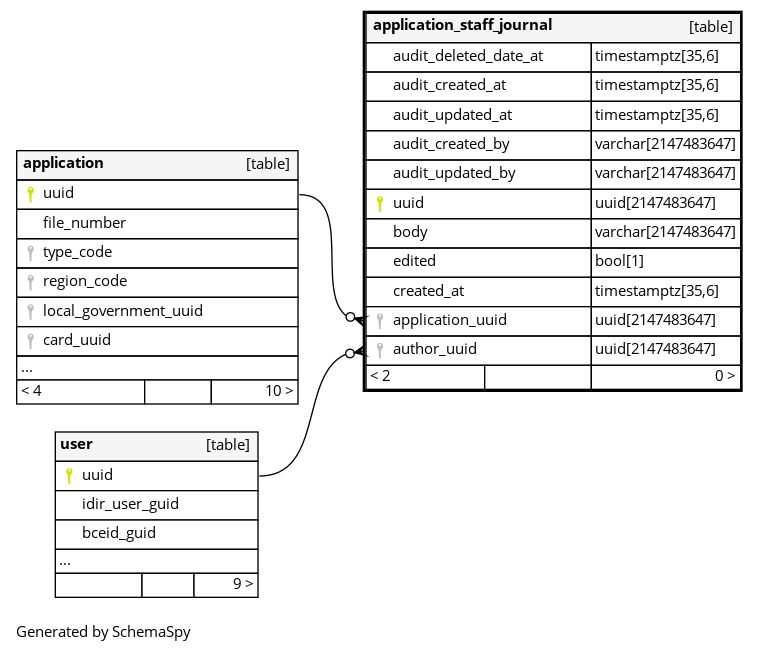 application_staff_journal [table]
audit_deleted_date_at timestamptz[35,6]
audit_created_at timestamptz[35,6]
audit_updated_at timestamptz[35,6]
audit_created_by varchar[2147483647]
audit_updated_by varchar[2147483647]
uuid uuid[2147483647]
body varchar[2147483647]
edited bool[1]
created_at timestamptz[35,6]
application_uuid uuid[2147483647]
author_uuid uuid[2147483647]
< 2 0 >
application [table]
uuid
file_number
type_code
region_code
local_government_uuid
card_uuid
...
< 4 10 >
user [table]
uuid
idir_user_guid
bceid_guid
...
9 >
Generated by SchemaSpy